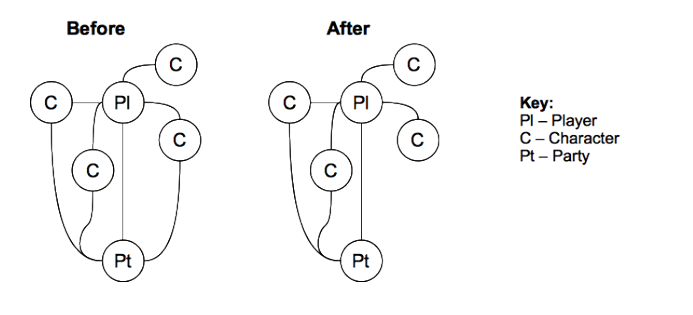 Before
After
C
C
Pl
C
C
Pt
C
C
Pl
C
C
Pt
Key:
Pl – Player
C – Character
Pt – Party